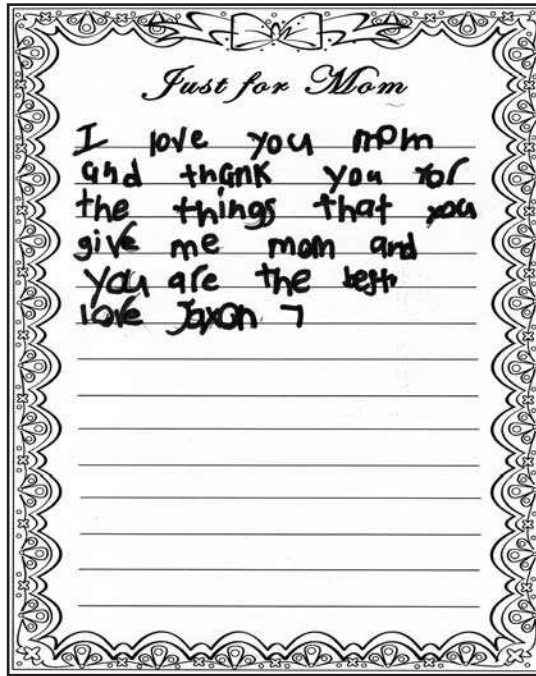 Just for Mom
I love you mom
and thank you for
the things that you
give me mom and
you are the best
love Jaxon 7